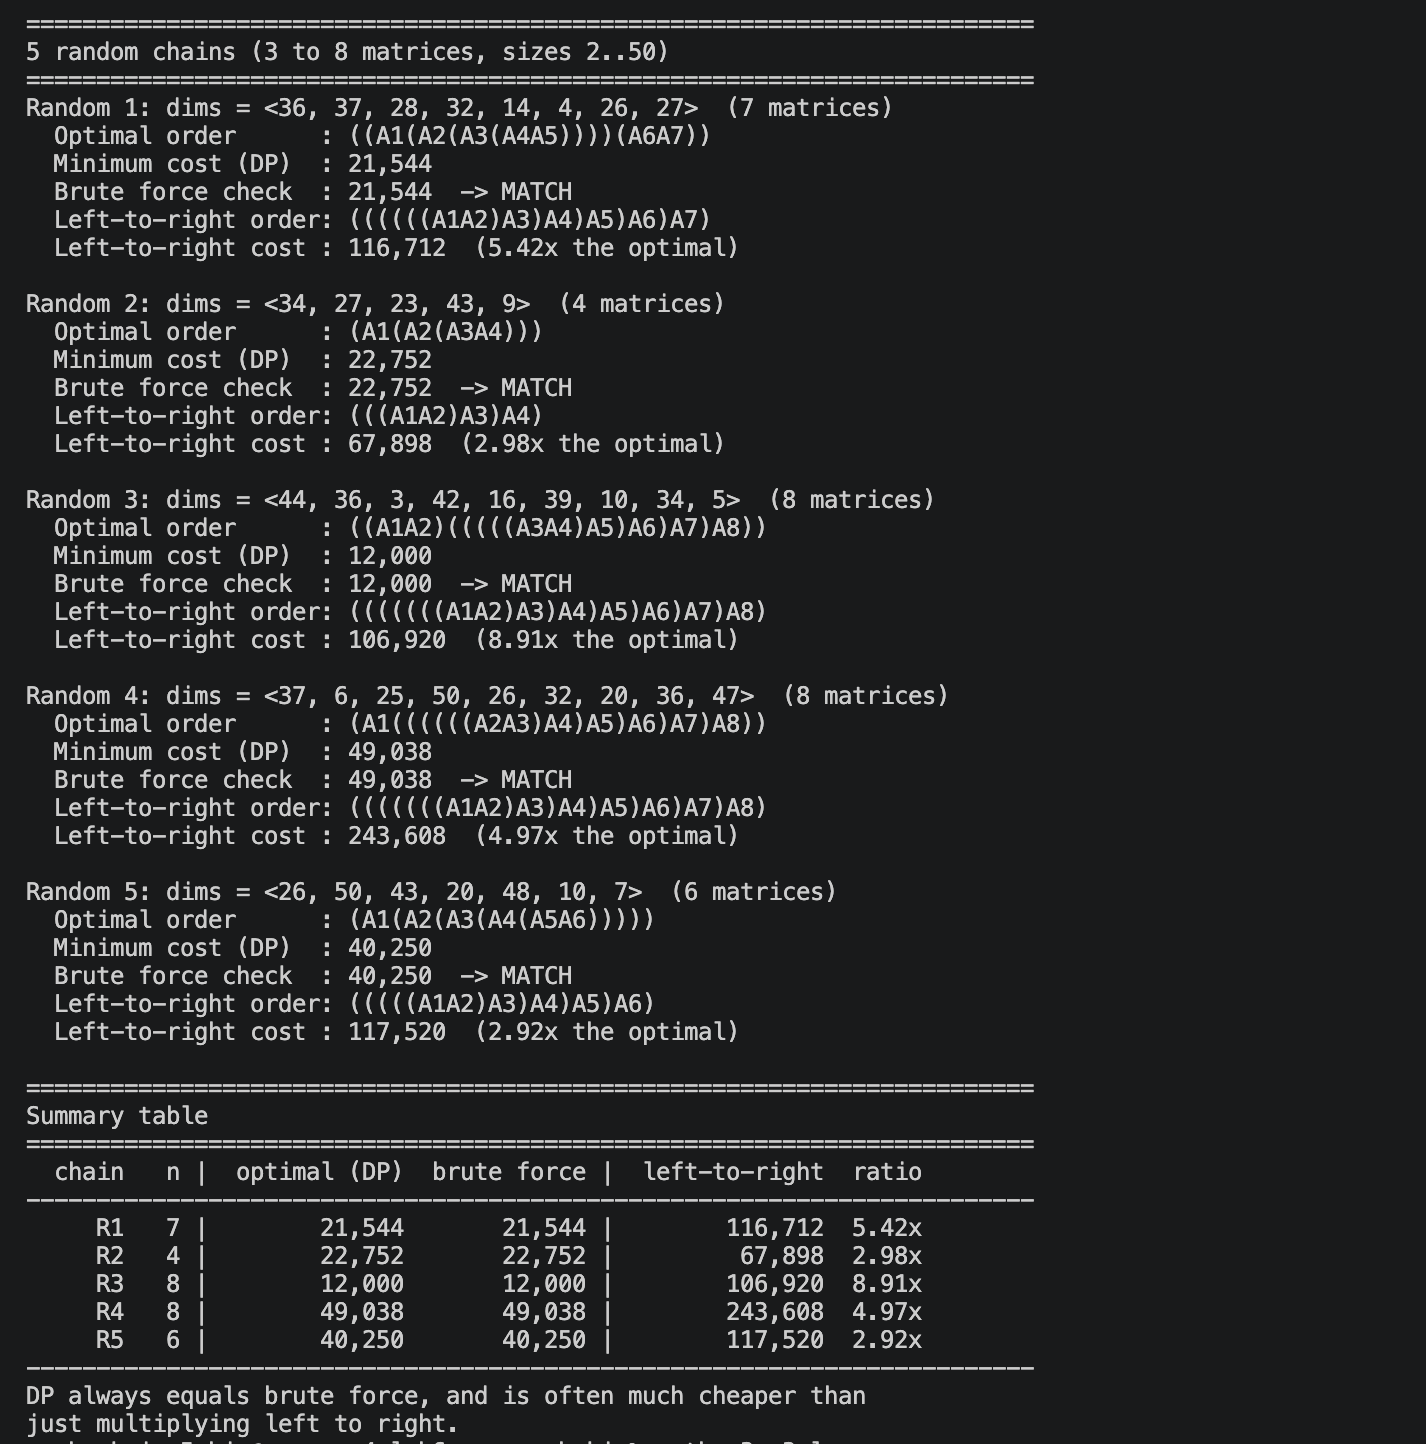 ========================================================================
5 random chains (3 to 8 matrices, sizes 2..50)
========================================================================
Random 1: dims = <36, 37, 28, 32, 14, 4, 26, 27>  (7 matrices)
  Optimal order      : ((A1(A2(A3(A4A5))))(A6A7))
  Minimum cost (DP)  : 21,544
  Brute force check  : 21,544  -> MATCH
  Left-to-right order: ((((((A1A2)A3)A4)A5)A6)A7)
  Left-to-right cost : 116,712  (5.42x the optimal)

Random 2: dims = <34, 27, 23, 43, 9>  (4 matrices)
  Optimal order      : (A1(A2(A3A4)))
  Minimum cost (DP)  : 22,752
  Brute force check  : 22,752  -> MATCH
  Left-to-right order: (((A1A2)A3)A4)
  Left-to-right cost : 67,898  (2.98x the optimal)

Random 3: dims = <44, 36, 3, 42, 16, 39, 10, 34, 5>  (8 matrices)
  Optimal order      : ((A1A2)(((((A3A4)A5)A6)A7)A8))
  Minimum cost (DP)  : 12,000
  Brute force check  : 12,000  -> MATCH
  Left-to-right order: (((((((A1A2)A3)A4)A5)A6)A7)A8)
  Left-to-right cost : 106,920  (8.91x the optimal)

Random 4: dims = <37, 6, 25, 50, 26, 32, 20, 36, 47>  (8 matrices)
  Optimal order      : (A1((((((A2A3)A4)A5)A6)A7)A8))
  Minimum cost (DP)  : 49,038
  Brute force check  : 49,038  -> MATCH
  Left-to-right order: (((((((A1A2)A3)A4)A5)A6)A7)A8)
  Left-to-right cost : 243,608  (4.97x the optimal)

Random 5: dims = <26, 50, 43, 20, 48, 10, 7>  (6 matrices)
  Optimal order      : (A1(A2(A3(A4(A5A6)))))
  Minimum cost (DP)  : 40,250
  Brute force check  : 40,250  -> MATCH
  Left-to-right order: (((((A1A2)A3)A4)A5)A6)
  Left-to-right cost : 117,520  (2.92x the optimal)

========================================================================
Summary table
========================================================================
  chain   n |  optimal (DP)  brute force |  left-to-right  ratio
------------------------------------------------------------------------
     R1   7 |        21,544       21,544 |        116,712  5.42x
     R2   4 |        22,752       22,752 |         67,898  2.98x
     R3   8 |        12,000       12,000 |        106,920  8.91x
     R4   8 |        49,038       49,038 |        243,608  4.97x
     R5   6 |        40,250       40,250 |        117,520  2.92x
------------------------------------------------------------------------
DP always equals brute force, and is often much cheaper than
just multiplying left to right.